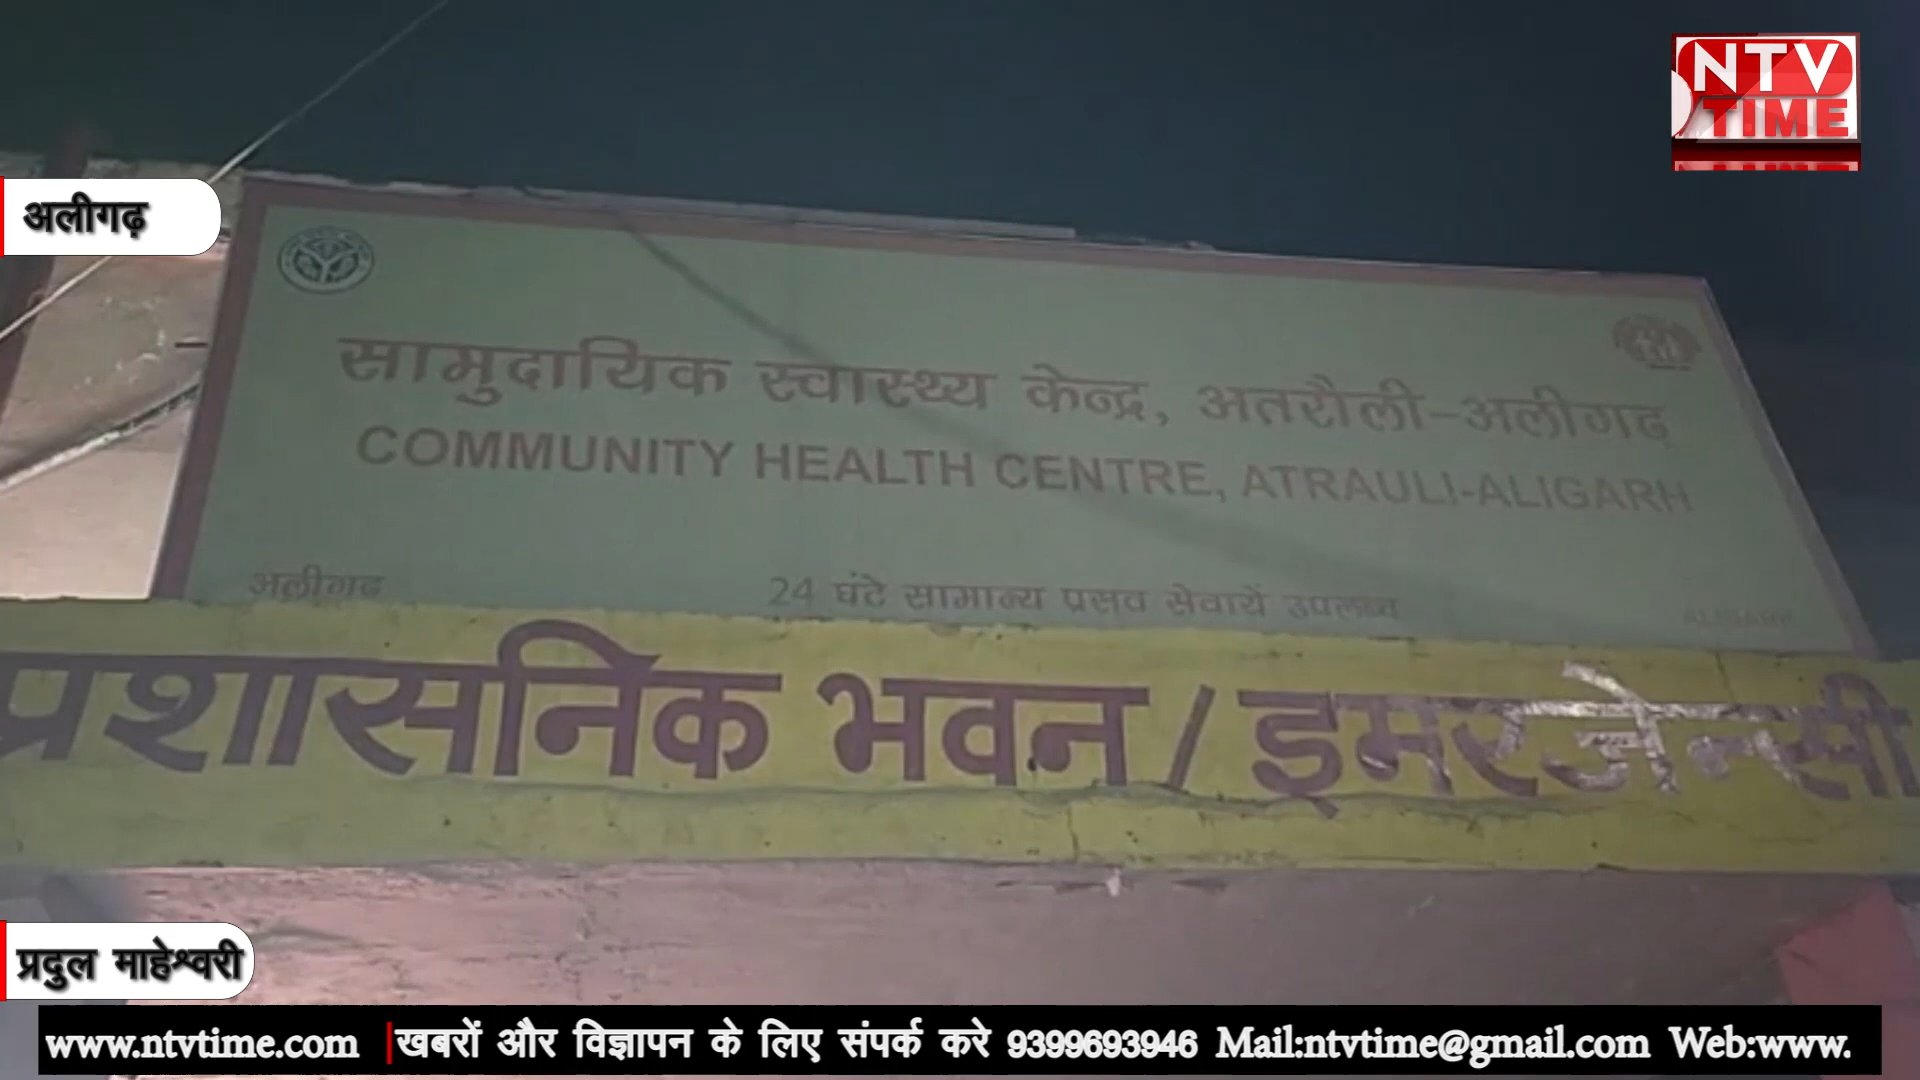 NTV
TIME
अलीगढ़
सामुदायिक स्वास्थ्य केन्द्र, अतरौली-अलीगढ़
COMMUNITY HEALTH CENTRE, ATRAULI-ALIGARH
अलीगढ़
24 घंटे सामान्य प्रसव सेवायें उपलब्ध
ALIGARH
प्रशासनिक भवन / इमरजेन्सी
प्रदुल माहेश्वरी
www.ntvtime.com |खबरों और विज्ञापन के लिए संपर्क करे 9399693946 Mail:ntvtime@gmail.com Web:www.